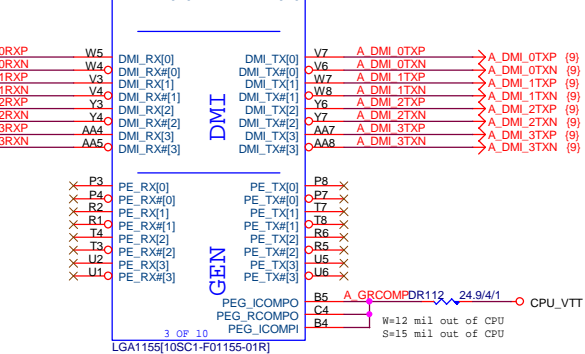 0RXP W5 DMI_RX[0] DMI_TX[0] V7 A_DMI_0TXP A_DMI_0TXP {9}
0RXN W4 DMI_RX#[0] DMI_TX#[0] V6 A_DMI_0TXN A_DMI_0TXN {9}
1RXP V3 DMI_RX[1] DMI_TX[1] W7 A_DMI_1TXP A_DMI_1TXP {9}
1RXN V4 DMI_RX#[1] DMI_TX#[1] W8 A_DMI_1TXN A_DMI_1TXN {9}
2RXP Y3 DMI_RX[2] DMI_TX[2] Y6 A_DMI_2TXP A_DMI_2TXP {9}
2RXN Y4 DMI_RX#[2] DMI_TX#[2] Y7 A_DMI_2TXN A_DMI_2TXN {9}
3RXP AA4 DMI_RX[3] DMI_TX[3] AA7 A_DMI_3TXP A_DMI_3TXP {9}
3RXN AA5 DMI_RX#[3] DMI_TX#[3] AA8 A_DMI_3TXN A_DMI_3TXN {9}
DMI
P3 PE_RX[0] PE_TX[0] P8
P4 PE_RX#[0] PE_TX#[0] P7
R2 PE_RX[1] PE_TX[1] T7
R1 PE_RX#[1] PE_TX#[1] T8
T4 PE_RX[2] PE_TX[2] R6
T3 PE_RX#[2] PE_TX#[2] R5
U2 PE_RX[3] PE_TX[3] U5
U1 PE_RX#[3] PE_TX#[3] U6
GEN
PEG_ICOMPO B5 A_GRCOMP DR112 24.9/4/1 CPU_VTT
PEG_RCOMPO C4
PEG_ICOMPI B4
W=12 mil out of CPU
S=15 mil out of CPU
3 OF 10
LGA1155[10SC1-F01155-01R]